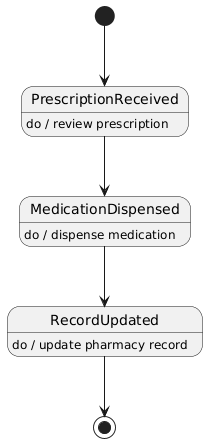 PrescriptionReceived
do / review prescription
MedicationDispensed
do / dispense medication
RecordUpdated
do / update pharmacy record